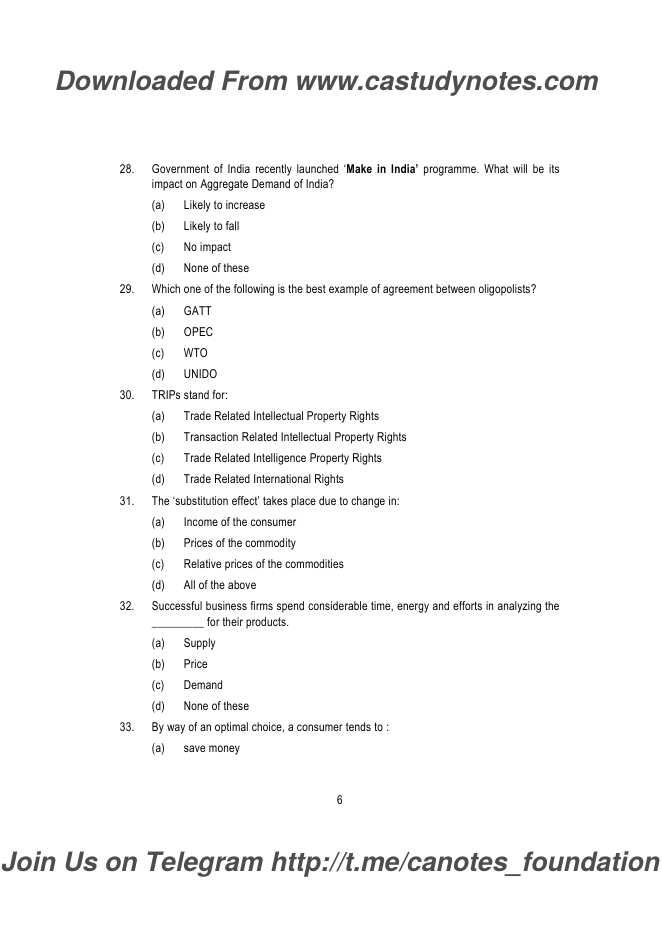 Downloaded From www.castudynotes.com
28. Government of India recently launched ‘Make in India’ programme. What will be its
impact on Aggregate Demand of India?
(a) Likely to increase
(b) Likely to fall
(c) No impact
(d) None of these
29. Which one of the following is the best example of agreement between oligopolists?
(a) GATT
(b) OPEC
(c) WTO
(d) UNIDO
30. TRIPs stand for:
(a) Trade Related Intellectual Property Rights
(b) Transaction Related Intellectual Property Rights
(c) Trade Related Intelligence Property Rights
(d) Trade Related International Rights
31. The ‘substitution effect’ takes place due to change in:
(a) Income of the consumer
(b) Prices of the commodity
(c) Relative prices of the commodities
(d) All of the above
32. Successful business firms spend considerable time, energy and efforts in analyzing the
_________ for their products.
(a) Supply
(b) Price
(c) Demand
(d) None of these
33. By way of an optimal choice, a consumer tends to :
(a) save money
6
Join Us on Telegram http://t.me/canotes_foundation